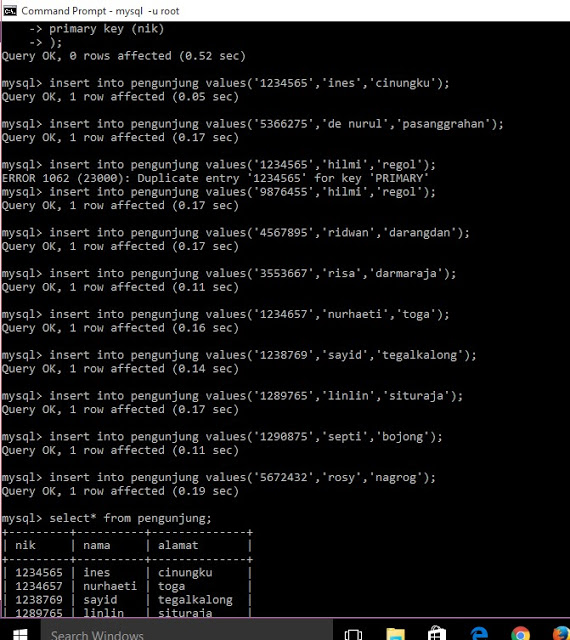 Command Prompt - mysql -u root
-> primary key (nik)
-> );
Query OK, 0 rows affected (0.52 sec)
mysql> insert into pengunjung values('1234565','ines','cinungku');
Query OK, 1 row affected (0.05 sec)
mysql> insert into pengunjung values('5366275','de nurul','pasanggrahan');
Query OK, 1 row affected (0.17 sec)
mysql> insert into pengunjung values('1234565','hilmi','regol');
ERROR 1062 (23000): Duplicate entry '1234565' for key 'PRIMARY'
mysql> insert into pengunjung values('9876455','hilmi','regol');
Query OK, 1 row affected (0.17 sec)
mysql> insert into pengunjung values('4567895','ridwan','darangdan');
Query OK, 1 row affected (0.17 sec)
mysql> insert into pengunjung values('3553667','risa','darmaraja');
Query OK, 1 row affected (0.11 sec)
mysql> insert into pengunjung values('1234657','nurhaeti','toga');
Query OK, 1 row affected (0.16 sec)
mysql> insert into pengunjung values('1238769','sayid','tegalkalong');
Query OK, 1 row affected (0.14 sec)
mysql> insert into pengunjung values('1289765','linlin','situraja');
Query OK, 1 row affected (0.17 sec)
mysql> insert into pengunjung values('1290875','septi','bojong');
Query OK, 1 row affected (0.11 sec)
mysql> insert into pengunjung values('5672432','rosy','nagrog');
Query OK, 1 row affected (0.19 sec)
mysql> select* from pengunjung;
+---------+----------+--------------+
| nik | nama | alamat |
+---------+----------+--------------+
| 1234565 | ines | cinungku |
| 1234657 | nurhaeti | toga |
| 1238769 | sayid | tegalkalong |
| 1289765 | linlin | situraja |
Search Windows